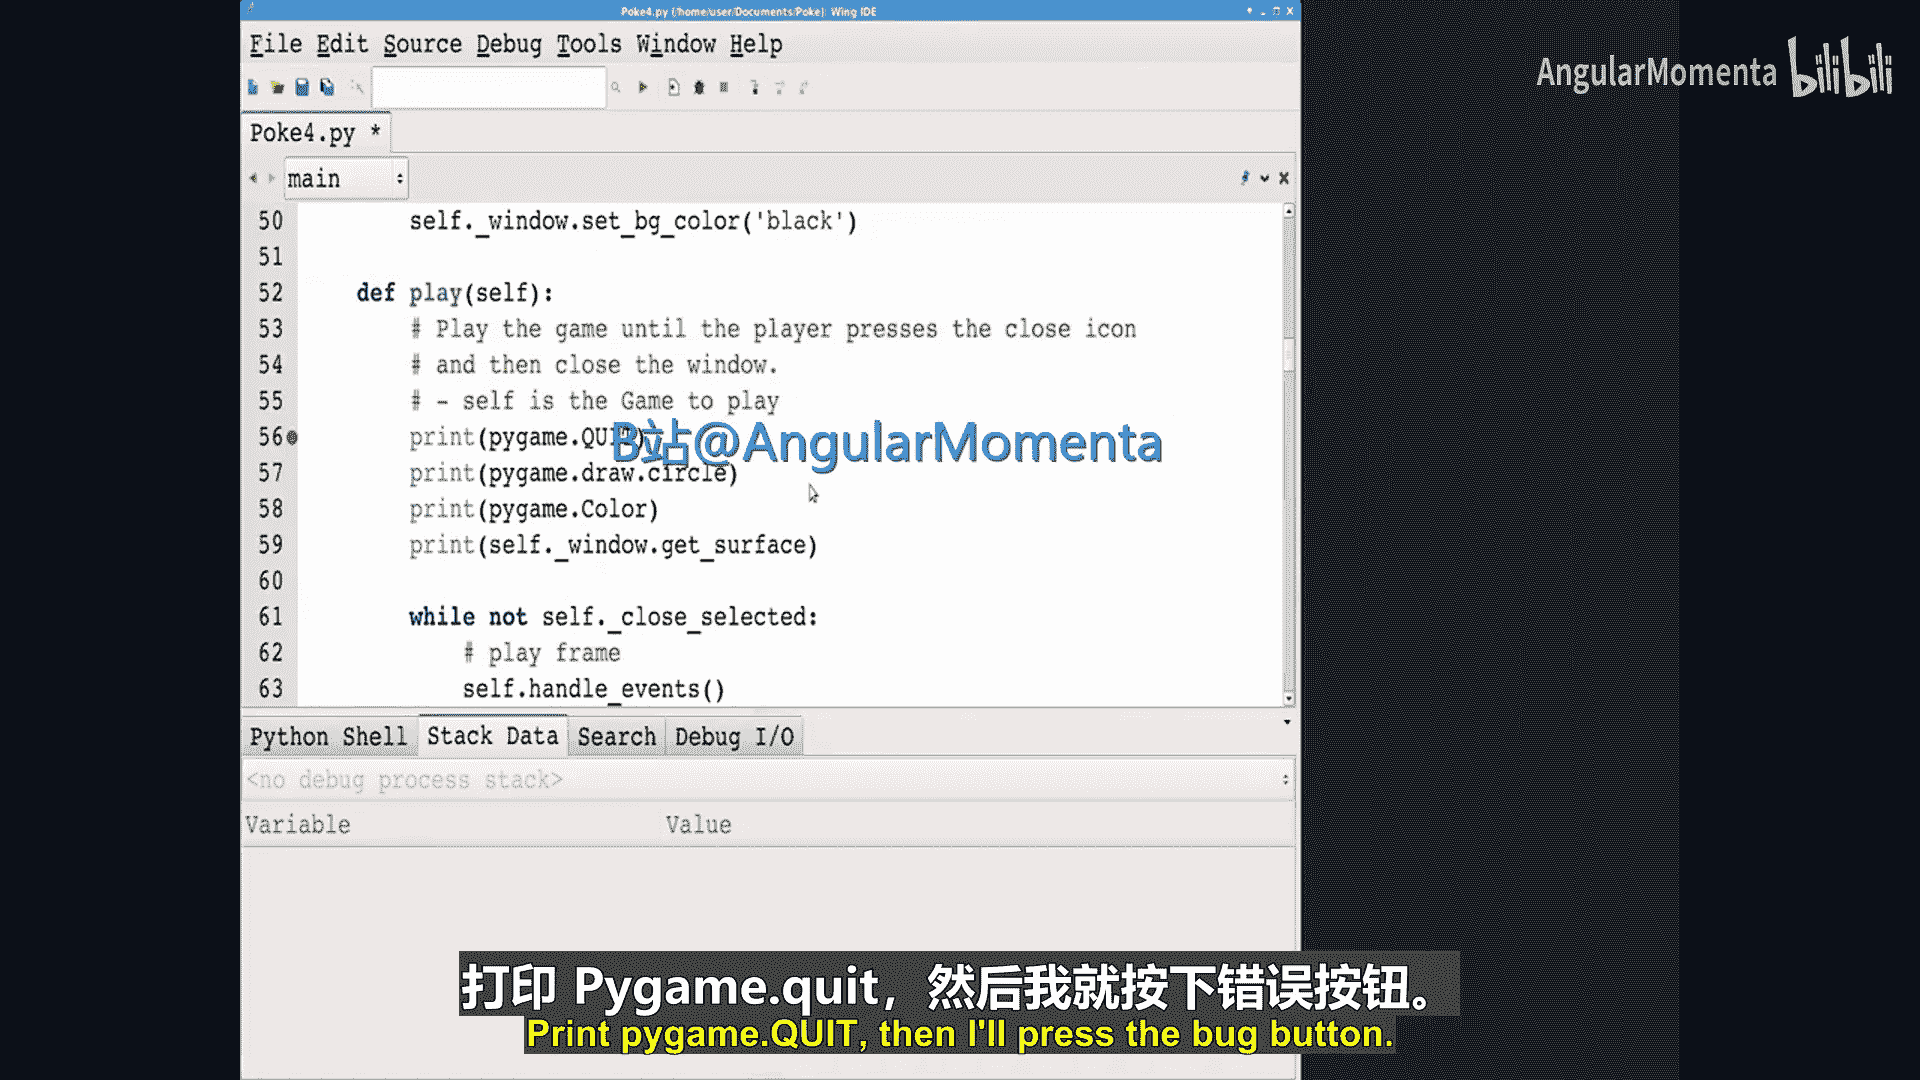 Poke4.py (/home/user/Documents/Poke): Wing IDE
File Edit Source Debug Tools Window Help
AngularMomenta bilibili
Poke4.py *
main
50 self._window.set_bg_color('black')
51
52 def play(self):
53 # Play the game until the player presses the close icon
54 # and then close the window.
55 # - self is the Game to play
56 print(pygame.QUIT)
B站@AngularMomenta
57 print(pygame.draw.circle)
58 print(pygame.Color)
59 print(self._window.get_surface)
60
61 while not self._close_selected:
62 # play frame
63 self.handle_events()
Python Shell Stack Data Search Debug I/O
<no debug process stack>
Variable Value
打印 Pygame.quit，然后我就按下错误按钮。
Print pygame.QUIT, then I'll press the bug button.